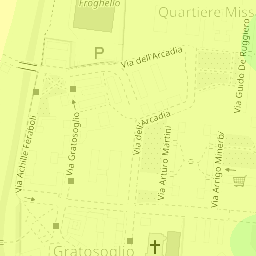 Froghello
Quartiere Miss
P
Via dell'Arcadia
Via Guido De Ruggiero
Via Achille Feraboli
Via Gratosoglio
Via dell'Arcadia
Via Arturo Martini
Via Arrigo Minerbi
Gratosoglio